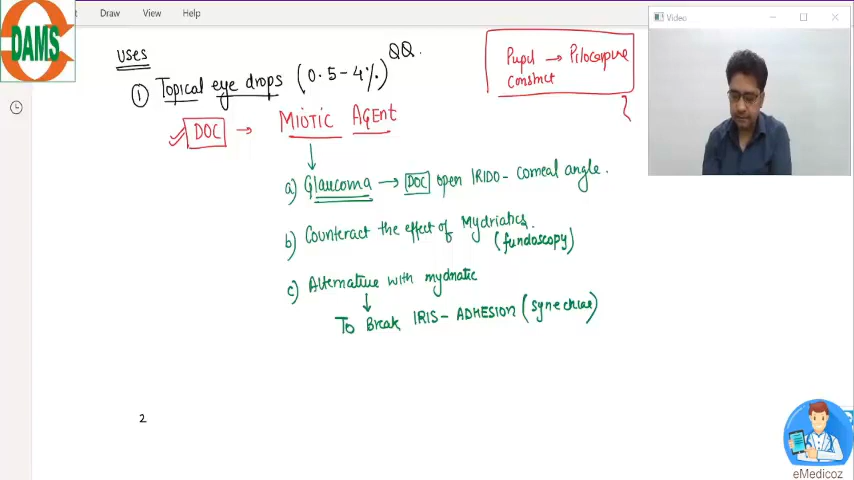 DAMS
Draw View Help
Video
USES
① Topical eye drops (0.5-4%) QQ.
Pupil → Pilocarpine
constrict
DOC → MIOTIC AGENT
a) Glaucoma → DOC open IRIDO-corneal angle.
b) Counteract the effect of Mydriatics.
(fundoscopy)
c) Alternative with mydriatic
To Break IRIS-ADHESION (synechiae)
2
eMedicoz